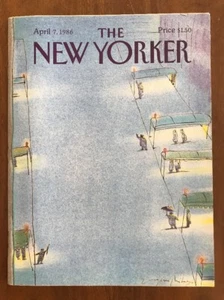 April 7, 1986
THE
Price $1.50
NEW YORKER